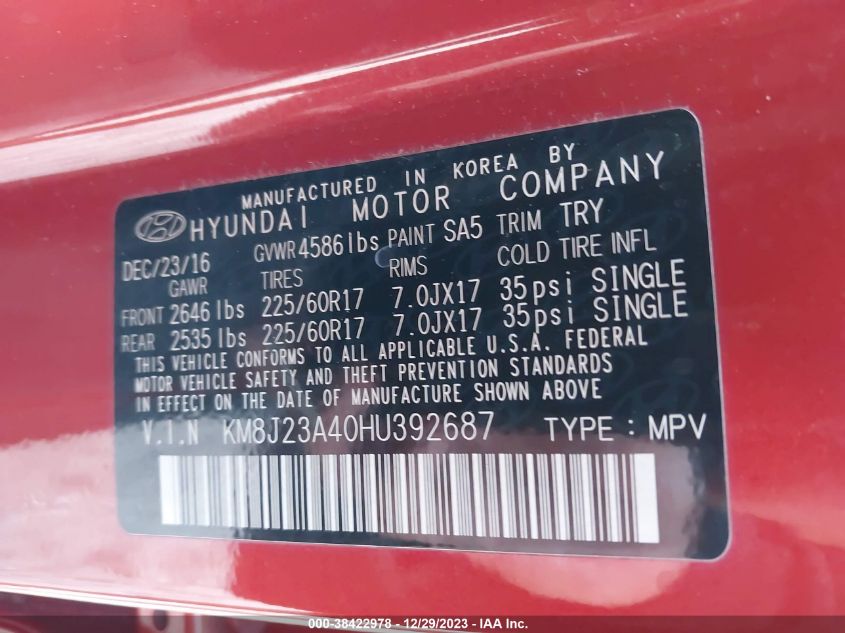 MANUFACTURED IN KOREA BY
HYUNDAI MOTOR COMPANY
DEC/23/16 GVWR 4586 lbs PAINT SA5 TRIM TRY
GAWR TIRES RIMS COLD TIRE INFL
FRONT 2646 lbs 225/60R17 7.0JX17 35psi SINGLE
REAR 2535 lbs 225/60R17 7.0JX17 35psi SINGLE
THIS VEHICLE CONFORMS TO ALL APPLICABLE U.S.A. FEDERAL
MOTOR VEHICLE SAFETY AND THEFT PREVENTION STANDARDS
IN EFFECT ON THE DATE OF MANUFACTURE SHOWN ABOVE
V.I.N KM8J23A40HU392687 TYPE : MPV
000-38422978 - 12/29/2023 - IAA Inc.